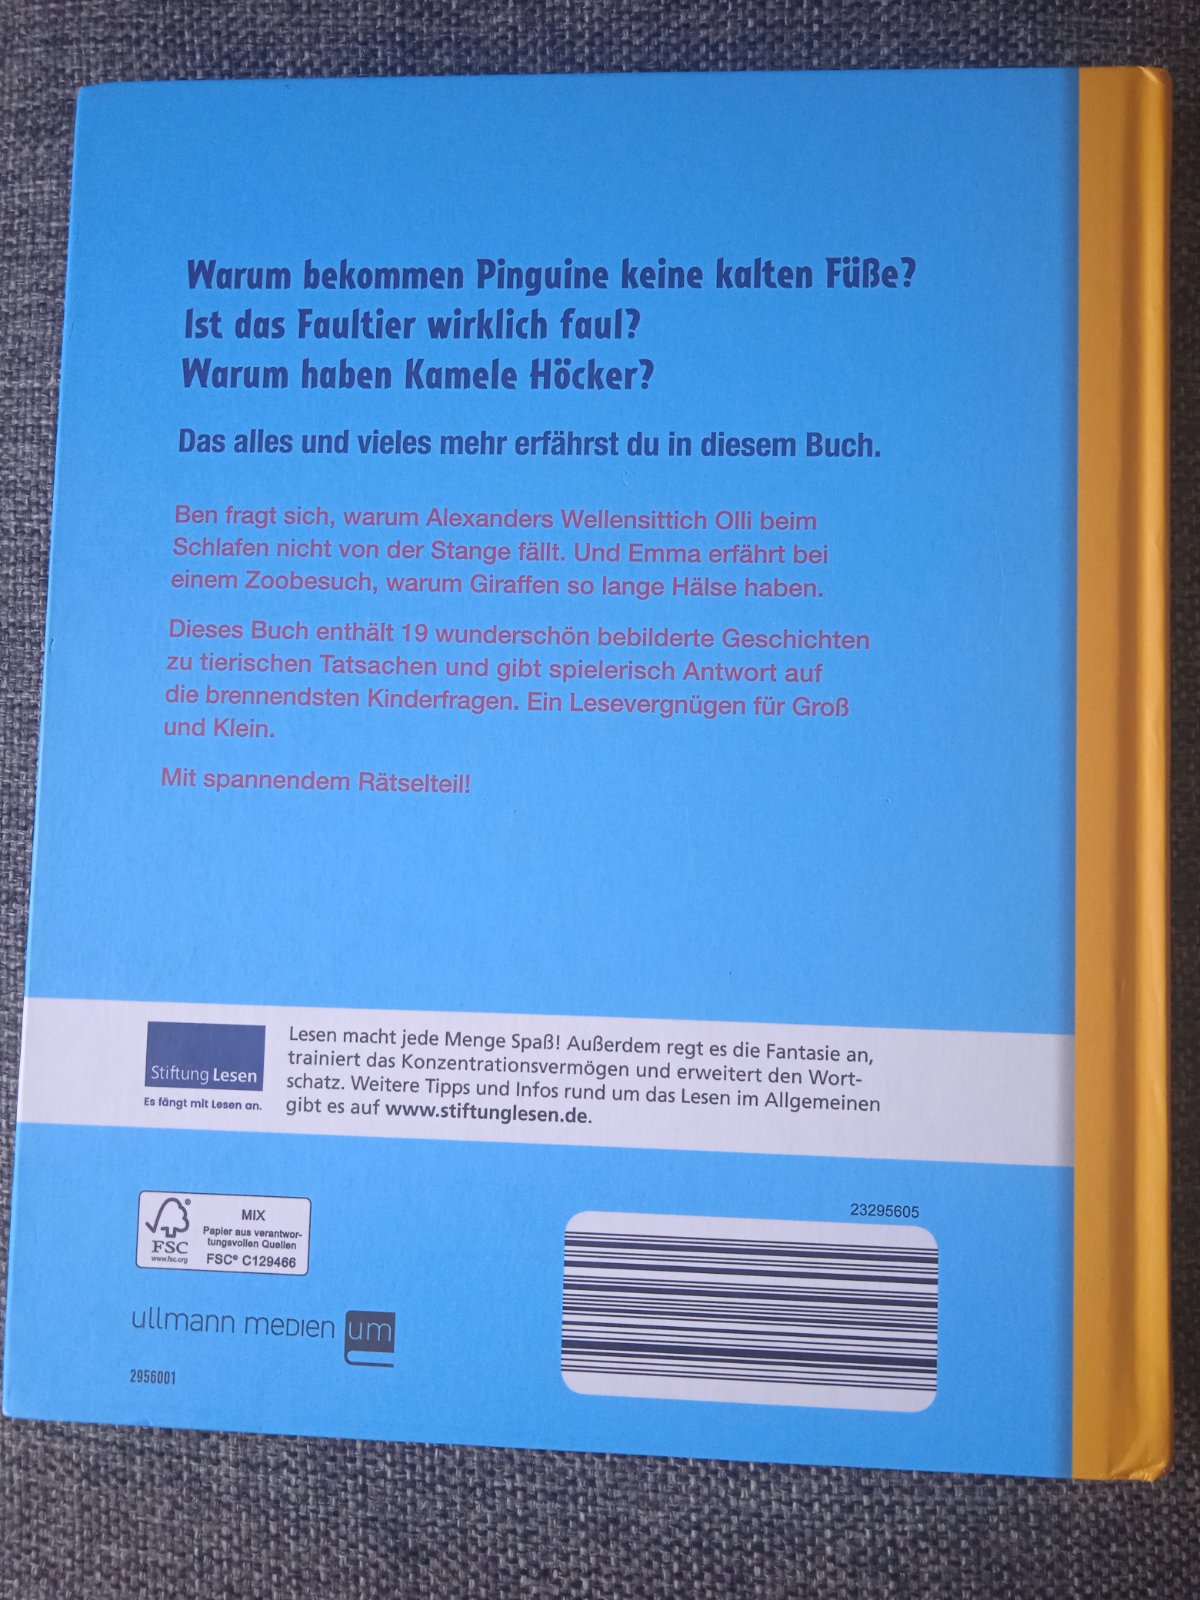 Warum bekommen Pinguine keine kalten Füße?
Ist das Faultier wirklich faul?
Warum haben Kamele Höcker?
Das alles und vieles mehr erfährst du in diesem Buch.
Ben fragt sich, warum Alexanders Wellensittich Olli beim
Schlafen nicht von der Stange fällt. Und Emma erfährt bei
einem Zoobesuch, warum Giraffen so lange Hälse haben.
Dieses Buch enthält 19 wunderschön bebilderte Geschichten
zu tierischen Tatsachen und gibt spielerisch Antwort auf
die brennendsten Kinderfragen. Ein Lesevergnügen für Groß
und Klein.
Mit spannendem Rätselteil!
Stiftung Lesen
Es fängt mit Lesen an.
Lesen macht jede Menge Spaß! Außerdem regt es die Fantasie an,
trainiert das Konzentrationsvermögen und erweitert den Wort-
schatz. Weitere Tipps und Infos rund um das Lesen im Allgemeinen
gibt es auf www.stiftunglesen.de.
FSC
www.fsc.org
MIX
Papier aus verantwor-
tungsvollen Quellen
FSC® C129466
ullmann medien um
2956001
23295605